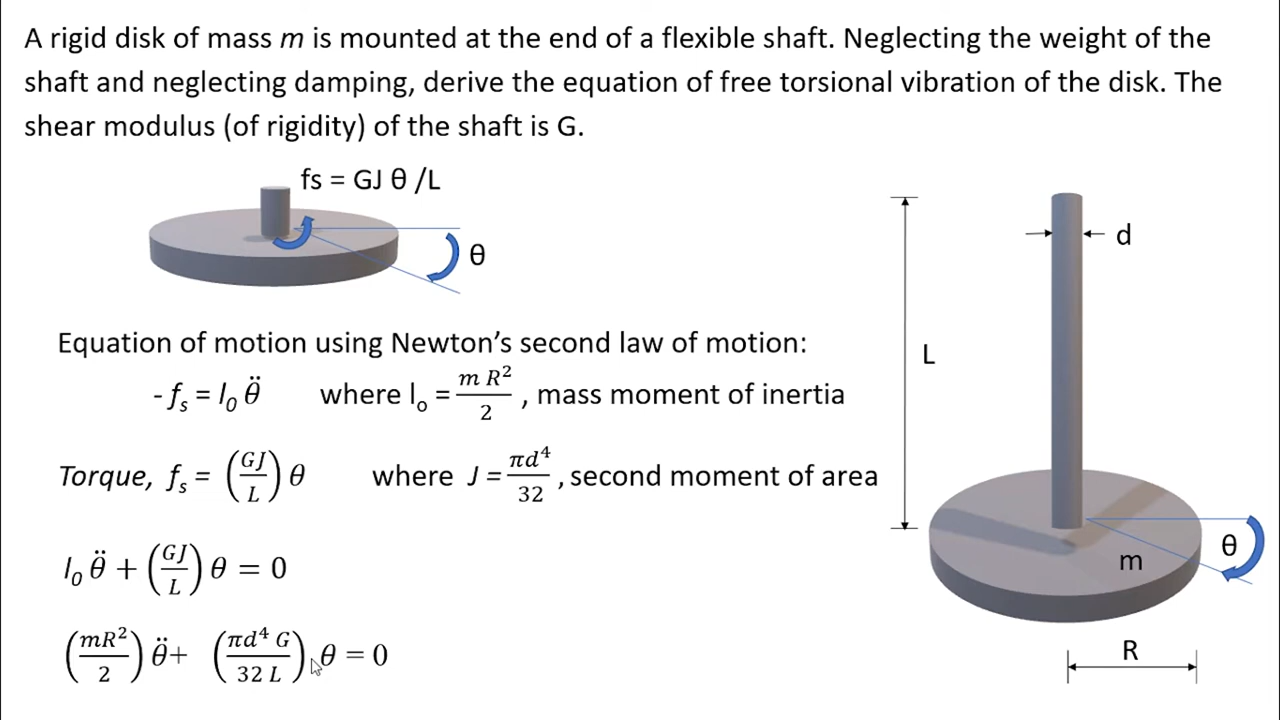 A rigid disk of mass m is mounted at the end of a flexible shaft. Neglecting the weight of the
shaft and neglecting damping, derive the equation of free torsional vibration of the disk. The
shear modulus (of rigidity) of the shaft is G.
fs = GJ θ /L
θ
Equation of motion using Newton's second law of motion:
- fₛ = I₀ θ̈ where Iₒ = m R² / 2 , mass moment of inertia
Torque, fₛ = (GJ/L) θ where J = πd⁴/32 , second moment of area
I₀ θ̈ + (GJ/L) θ = 0
(mR²/2) θ̈ + (πd⁴ G/32 L) θ = 0
d
L
θ
m
R